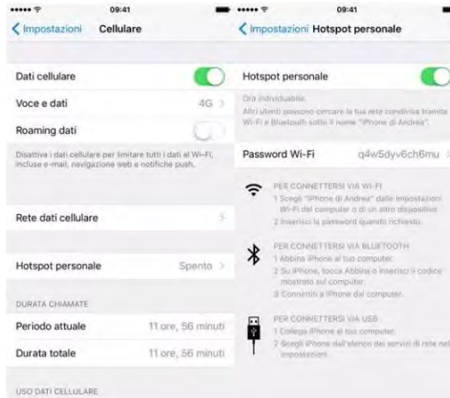 09:41
Impostazioni Cellulare
Dati cellulare
Voce e dati 4G
Roaming dati
Disattiva i dati cellulare per limitare tutti i dati al Wi-Fi,
incluse e-mail, navigazione web e notifiche push.
Rete dati cellulare
Hotspot personale Spento
DURATA CHIAMATE
Periodo attuale 11 ore, 56 minuti
Durata totale 11 ore, 56 minuti
USO DATI CELLULARE
09:41
Impostazioni Hotspot personale
Hotspot personale
Ora individuabile.
Altri utenti possono cercare la tua rete condivisa tramite
Wi-Fi e Bluetooth sotto il nome "iPhone di Andrea".
Password Wi-Fi q4w5dyv6ch6mu
PER CONNETTERSI VIA WI-FI
1 Scegli "iPhone di Andrea" dalle impostazioni
Wi-Fi del computer o di un altro dispositivo.
2 Inserisci la password quando richiesto.
PER CONNETTERSI VIA BLUETOOTH
1 Abbina iPhone al tuo computer.
2 Su iPhone, tocca Abbina o inserisci il codice
mostrato sul computer.
3 Connettiti a iPhone dal computer.
PER CONNETTERSI VIA USB
1 Collega iPhone al tuo computer.
2 Scegli iPhone dall'elenco dei servizi di rete nelle
impostazioni.